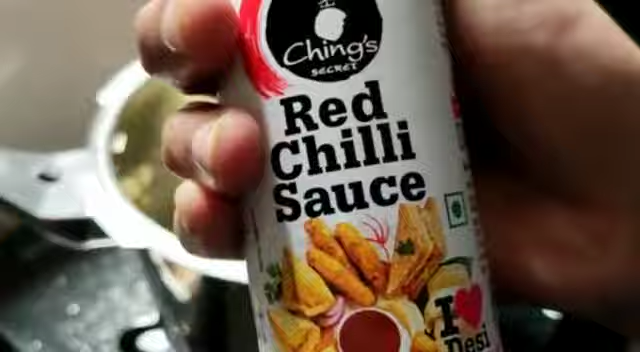 Ching's
SECRET
Red
Chilli
Sauce
I
Desi